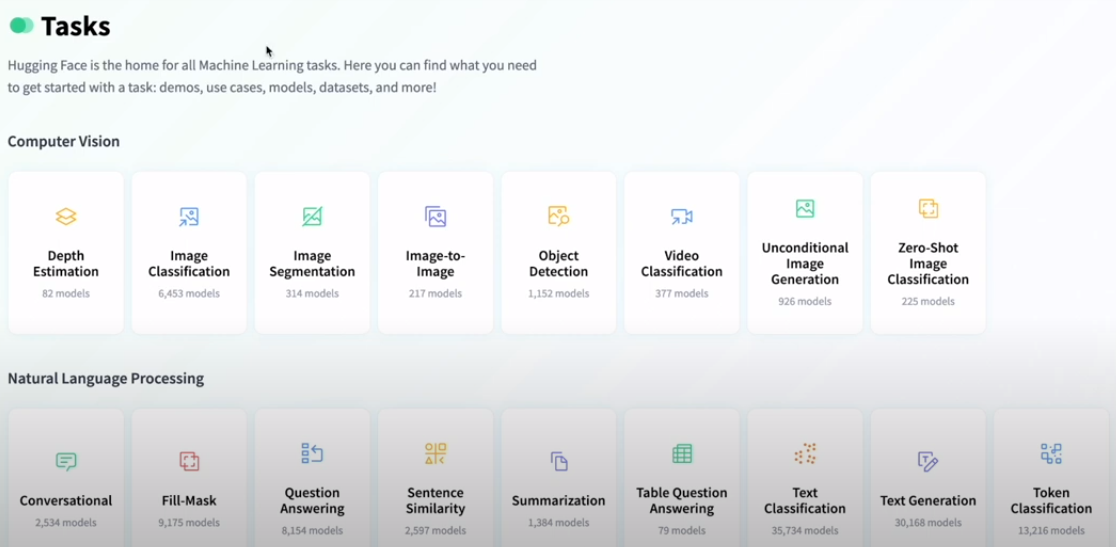 Tasks
Hugging Face is the home for all Machine Learning tasks. Here you can find what you need
to get started with a task: demos, use cases, models, datasets, and more!
Computer Vision
Depth
Estimation
82 models
Image
Classification
6,453 models
Image
Segmentation
314 models
Image-to-
Image
217 models
Object
Detection
1,152 models
Video
Classification
377 models
Unconditional
Image
Generation
926 models
Zero-Shot
Image
Classification
225 models
Natural Language Processing
Conversational
2,534 models
Fill-Mask
9,175 models
Question
Answering
8,154 models
Sentence
Similarity
2,597 models
Summarization
1,384 models
Table Question
Answering
79 models
Text
Classification
35,734 models
Text Generation
30,168 models
Token
Classification
13,216 models